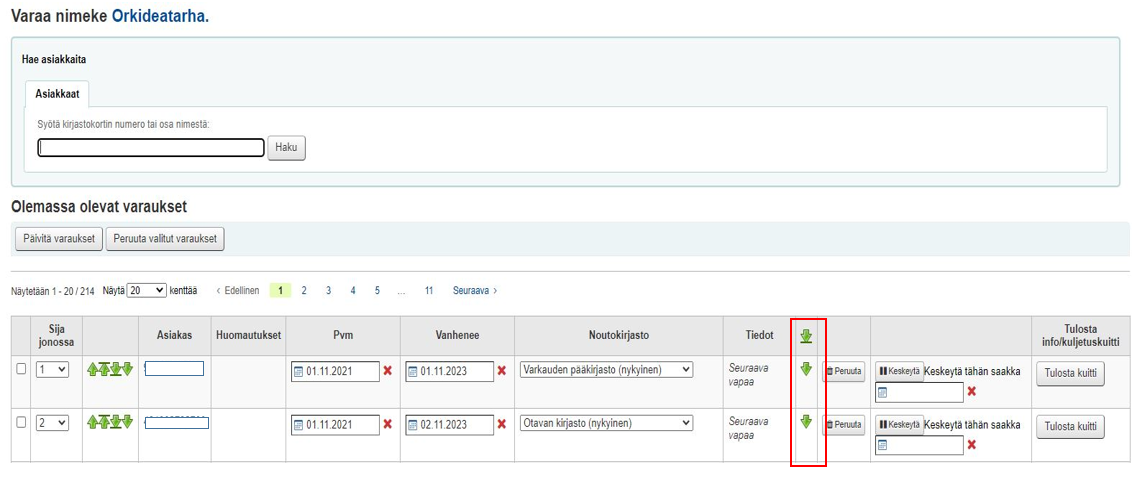 Varaa nimeke Orkideatarha.
Hae asiakkaita
Asiakkaat
Syötä kirjastokortin numero tai osa nimestä:
Haku
Olemassa olevat varaukset
Päivitä varaukset Peruuta valitut varaukset
Näytetään 1 - 20 / 214 Näytä 20 kenttää < Edellinen 1 2 3 4 5 ... 11 Seuraava >
Sija jonossa Asiakas Huomautukset Pvm Vanhenee Noutokirjasto Tiedot Tulosta info/kuljetuskuitti
1 01.11.2021 01.11.2023 Varkauden pääkirjasto (nykyinen) Seuraava vapaa Peruuta Keskeytä Keskeytä tähän saakka Tulosta kuitti
2 01.11.2021 02.11.2023 Otavan kirjasto (nykyinen) Seuraava vapaa Peruuta Keskeytä Keskeytä tähän saakka Tulosta kuitti